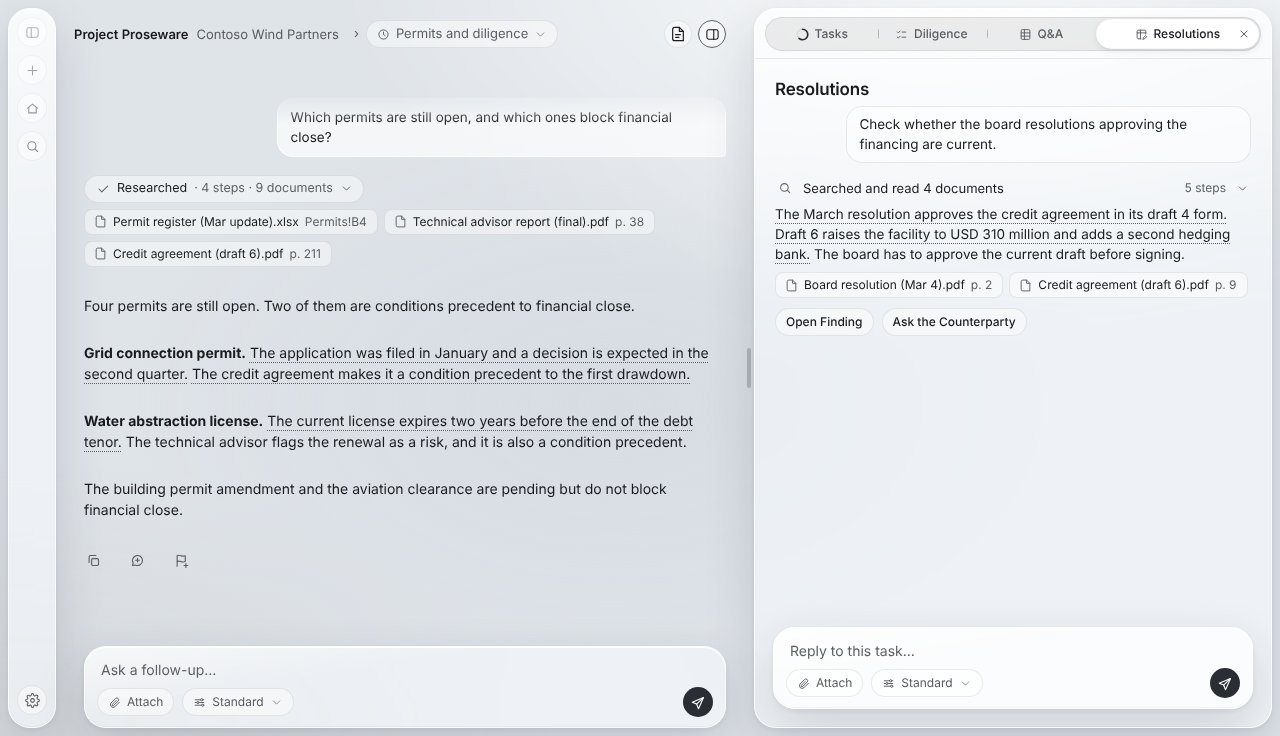 Project Proseware Contoso Wind Partners › Permits and diligence
Which permits are still open, and which ones block financial
close?
Researched · 4 steps · 9 documents
Permit register (Mar update).xlsx Permits!B4 Technical advisor report (final).pdf p. 38
Credit agreement (draft 6).pdf p. 211
Four permits are still open. Two of them are conditions precedent to financial close.
Grid connection permit. The application was filed in January and a decision is expected in the
second quarter. The credit agreement makes it a condition precedent to the first drawdown.
Water abstraction license. The current license expires two years before the end of the debt
tenor. The technical advisor flags the renewal as a risk, and it is also a condition precedent.
The building permit amendment and the aviation clearance are pending but do not block
financial close.
Ask a follow-up...
Attach Standard
Tasks Diligence Q&A Resolutions
Resolutions
Check whether the board resolutions approving the
financing are current.
Searched and read 4 documents 5 steps
The March resolution approves the credit agreement in its draft 4 form.
Draft 6 raises the facility to USD 310 million and adds a second hedging
bank. The board has to approve the current draft before signing.
Board resolution (Mar 4).pdf p. 2 Credit agreement (draft 6).pdf p. 9
Open Finding Ask the Counterparty
Reply to this task...
Attach Standard